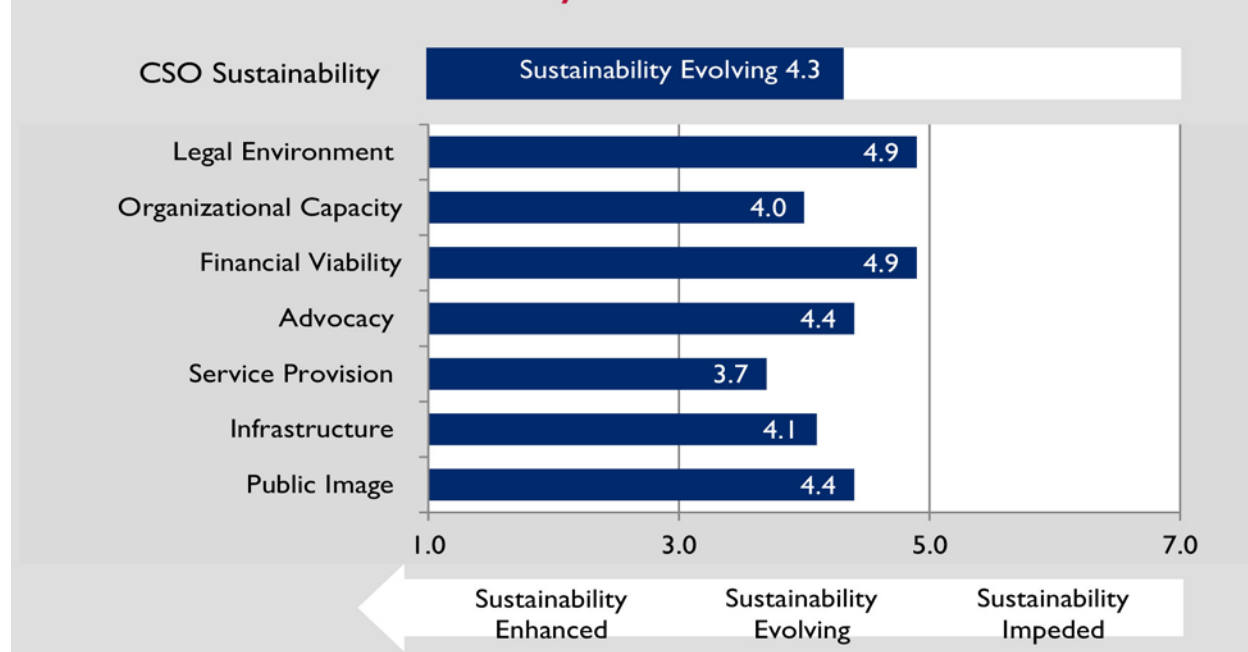 CSO Sustainability
Sustainability Evolving 4.3
Legal Environment
4.9
Organizational Capacity
4.0
Financial Viability
4.9
Advocacy
4.4
Service Provision
3.7
Infrastructure
4.1
Public Image
4.4
1.0 3.0 5.0 7.0
Sustainability Sustainability Sustainability
Enhanced Evolving Impeded